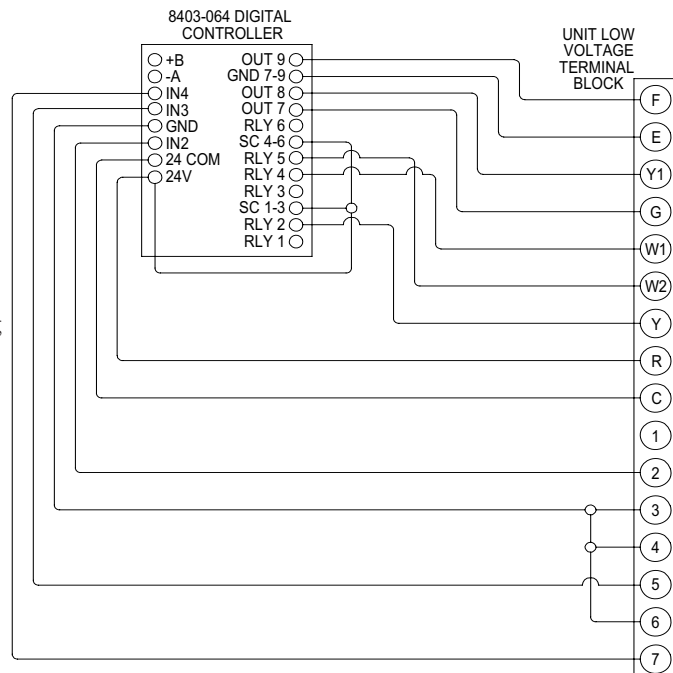 8403-064 DIGITAL
CONTROLLER
+B
-A
IN4
IN3
GND
IN2
24 COM
24V
OUT 9
GND 7-9
OUT 8
OUT 7
RLY 6
SC 4-6
RLY 5
RLY 4
RLY 3
SC 1-3
RLY 2
RLY 1
UNIT LOW
VOLTAGE
TERMINAL
BLOCK
F
E
Y1
G
W1
W2
Y
R
C
1
2
3
4
5
6
7